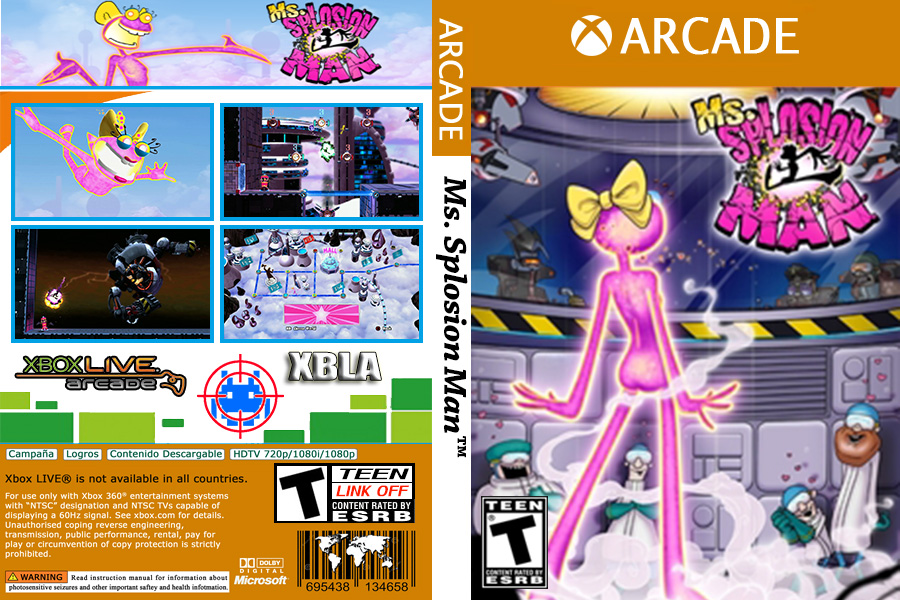 Ms.
SPLOSION
MAN
XBOX LIVE
arcade
XBLA
Campaña
Logros
Contenido Descargable
HDTV 720p/1080i/1080p
Xbox LIVE® is not available in all countries.
For use only with Xbox 360® entertainment systems
with “NTSC” designation and NTSC TVs capable of
displaying a 60Hz signal. See xbox.com for details.
Unauthorised coping reverse engineering,
transmission, public performance, rental, pay for
play or circumvention of copy protection is strictly
prohibited.
WARNING Read instruction manual for information about
photosensitive seizures and other important saftey and health infotmation.
DOLBY
DIGITAL
Microsoft®
T
TEEN
LINK OFF
CONTENT RATED BY
ESRB
695438 134658
ARCADE
Ms. Splosion Man™
ARCADE
Ms.
SPLOSION
MAN
TEEN
T
CONTENT RATED BY
ESRB